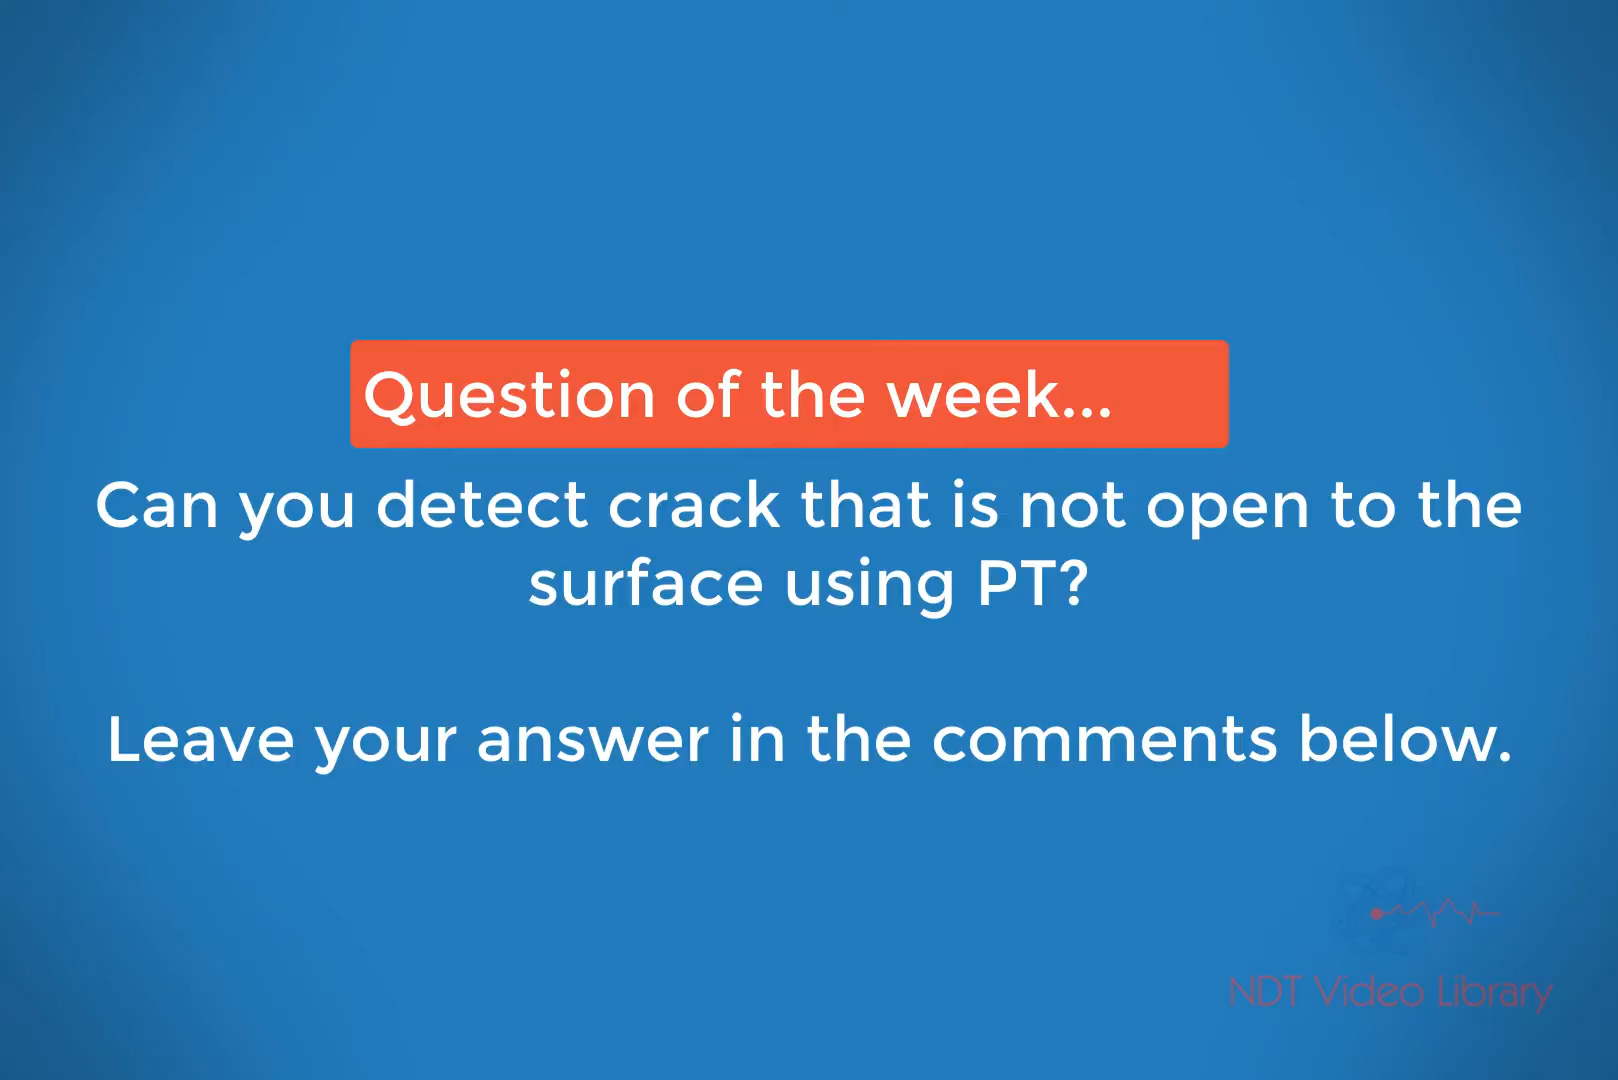 Question of the week...
Can you detect crack that is not open to the
surface using PT?
Leave your answer in the comments below.
NDT Video Library